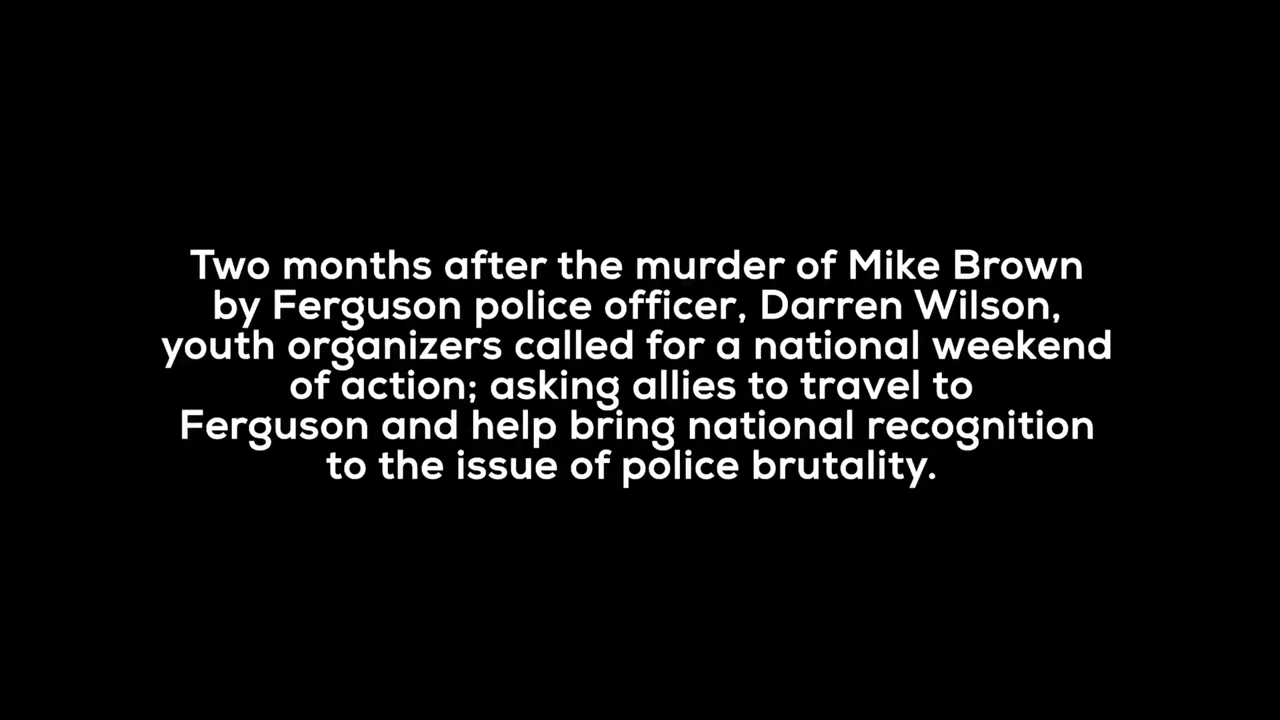 Two months after the murder of Mike Brown
by Ferguson police officer, Darren Wilson,
youth organizers called for a national weekend
of action; asking allies to travel to
Ferguson and help bring national recognition
to the issue of police brutality.